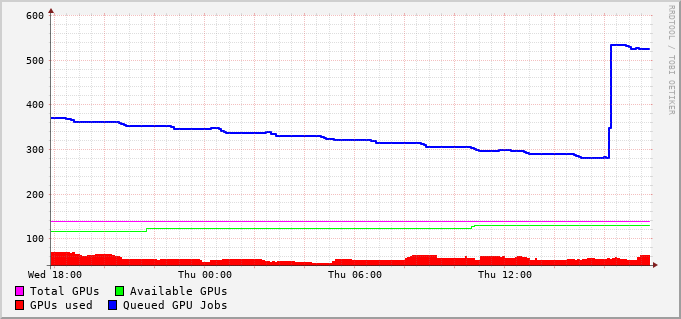 600
500
400
300
200
100
Wed 18:00 Thu 00:00 Thu 06:00 Thu 12:00
Total GPUs Available GPUs
GPUs used Queued GPU Jobs
RRDTOOL / TOBI OETIKER